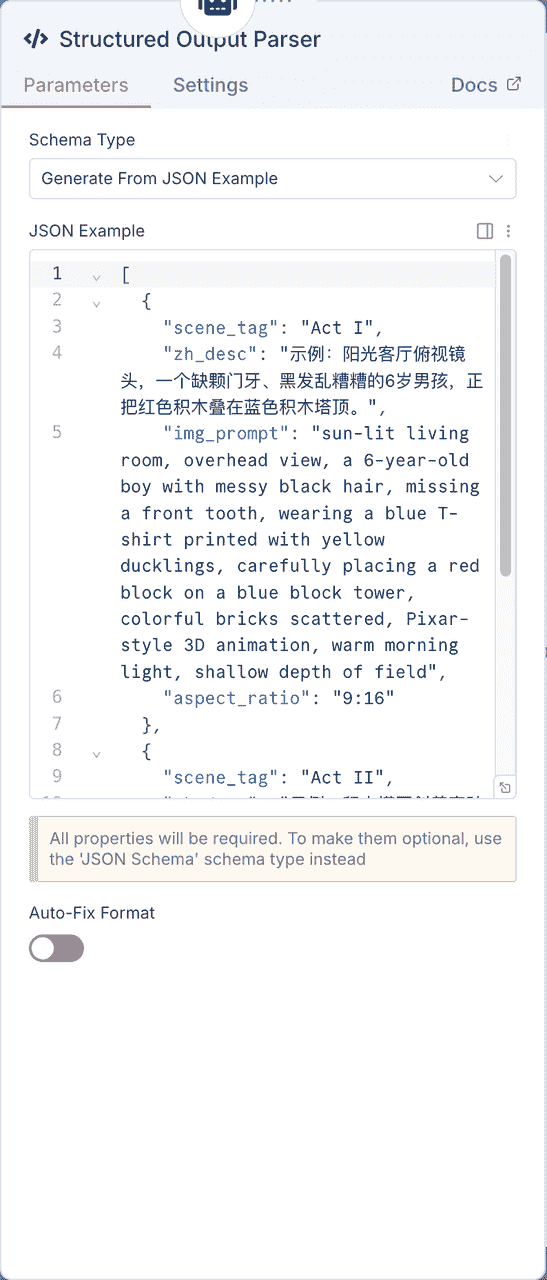 Structured Output Parser
Parameters Settings Docs
Schema Type
Generate From JSON Example
JSON Example
1 [
2 {
3 "scene_tag": "Act I",
4 "zh_desc": "示例：阳光客厅俯视镜
头，一个缺颗门牙、黑发乱糟糟的6岁男孩，正
把红色积木叠在蓝色积木塔顶。",
5 "img_prompt": "sun-lit living
room, overhead view, a 6-year-old
boy with messy black hair, missing
a front tooth, wearing a blue T-
shirt printed with yellow
ducklings, carefully placing a red
block on a blue block tower,
colorful bricks scattered, Pixar-
style 3D animation, warm morning
light, shallow depth of field",
6 "aspect_ratio": "9:16"
7 },
8 {
9 "scene_tag": "Act II",
All properties will be required. To make them optional, use
the 'JSON Schema' schema type instead
Auto-Fix Format